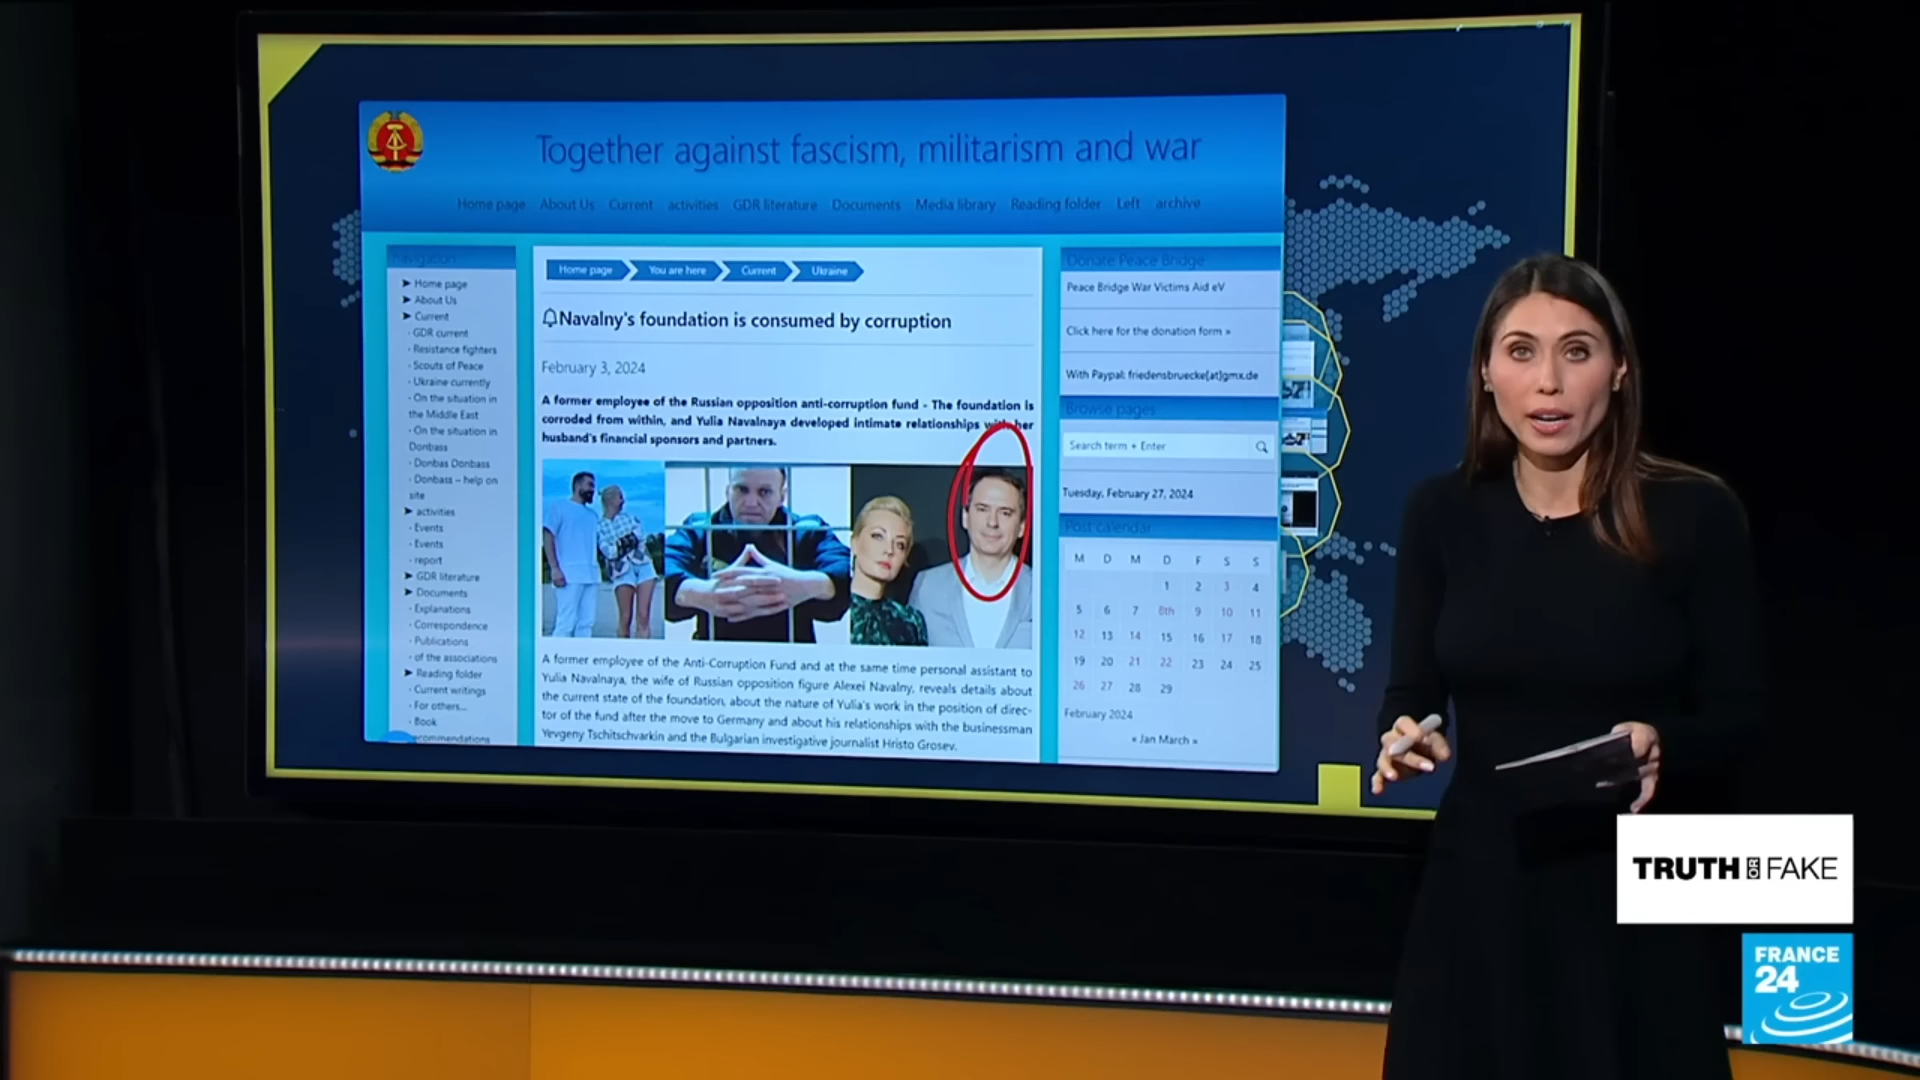 Together against fascism, militarism and war
Home page About Us Current activities GDR literature Documents Media library Reading folder Left archive
navigation
Home page
About Us
Current
- GDR current
- Resistance fighters
- Scouts of Peace
- Ukraine currently
- On the situation in
the Middle East
- On the situation in
Donbass
- Donbas Donbass
- Donbass – help on
site
activities
- Events
- Events
- report
GDR literature
Documents
- Explanations
- Correspondence
- Publications
- of the associations
Reading folder
- Current writings
- For others...
- Book
recommendations
Home page You are here Current Ukraine
Navalny's foundation is consumed by corruption
February 3, 2024
A former employee of the Russian opposition anti-corruption fund - The foundation is
corroded from within, and Yulia Navalnaya developed intimate relationships with her
husband's financial sponsors and partners.
A former employee of the Anti-Corruption Fund and at the same time personal assistant to
Yulia Navalnaya, the wife of Russian opposition figure Alexei Navalny, reveals details about
the current state of the foundation, about the nature of Yulia's work in the position of direc-
tor of the fund after the move to Germany and about his relationships with the businessman
Yevgeny Tschitschvarkin and the Bulgarian investigative journalist Hristo Grosev.
Donate Peace Bridge
Peace Bridge War Victims Aid eV
Click here for the donation form »
With Paypal: friedensbruecke[at]gmx.de
Browse pages
Search term + Enter
Tuesday, February 27, 2024
Post calendar
M D M D F S S
1 2 3 4
5 6 7 8th 9 10 11
12 13 14 15 16 17 18
19 20 21 22 23 24 25
26 27 28 29
February 2024
« Jan March »
TRUTH OR FAKE
FRANCE
24